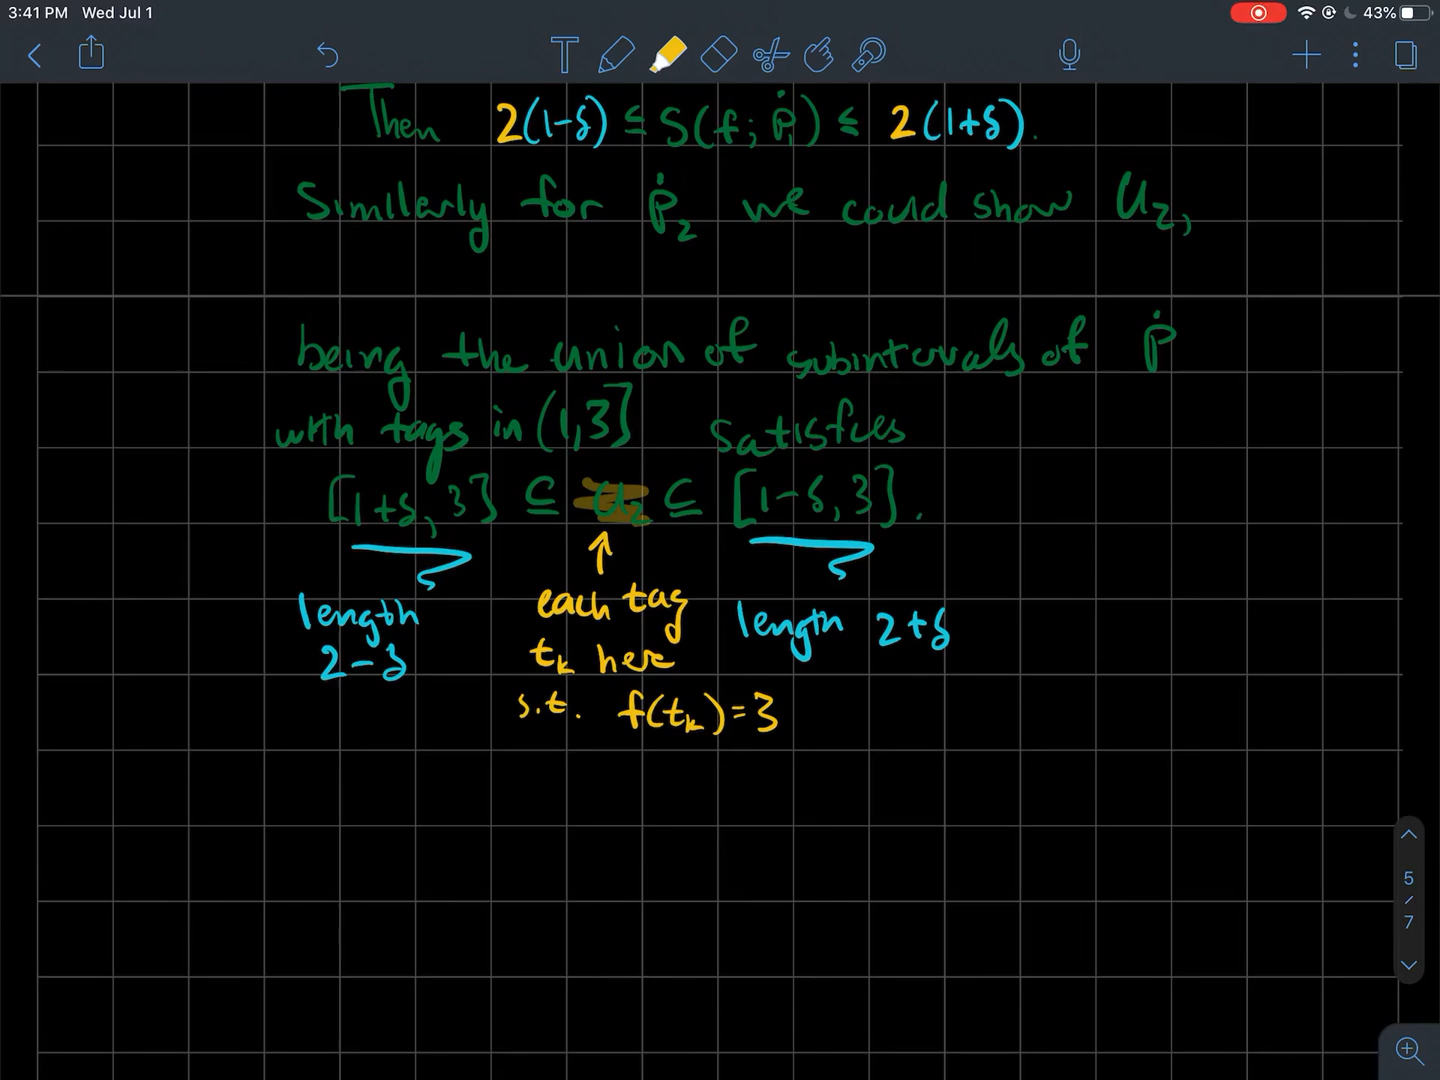 3:41 PM Wed Jul 1
43%
Then 2(1-δ) ≤ S(f; Ṗ₁) ≤ 2(1+δ).
Similarly for Ṗ₂ we could show U₂,
being the union of subintervals of Ṗ
with tags in (1,3] satisfies
[1+δ, 3] ⊆ U₂ ⊆ [1-δ, 3].
length 2-δ
each tag tₖ here s.t. f(tₖ)=3
length 2+δ
5 / 7